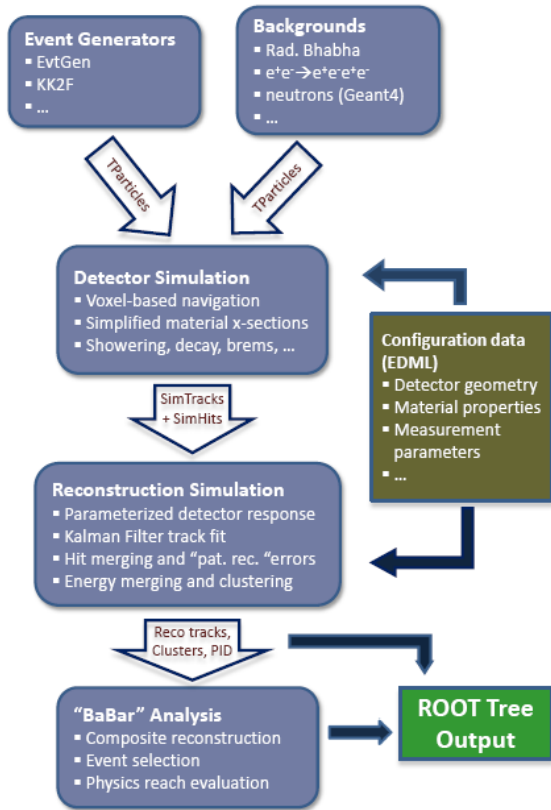 Event Generators
▪ EvtGen
▪ KK2F
▪ ...
Backgrounds
▪ Rad. Bhabha
▪ e⁺e⁻→e⁺e⁻e⁺e⁻
▪ neutrons (Geant4)
▪ ...
TParticles
TParticles
Detector Simulation
▪ Voxel-based navigation
▪ Simplified material x-sections
▪ Showering, decay, brems, ...
Configuration data
(EDML)
▪ Detector geometry
▪ Material properties
▪ Measurement
parameters
▪ ...
SimTracks
+ SimHits
Reconstruction Simulation
▪ Parameterized detector response
▪ Kalman Filter track fit
▪ Hit merging and “pat. rec. “errors
▪ Energy merging and clustering
Reco tracks,
Clusters, PID
“BaBar” Analysis
▪ Composite reconstruction
▪ Event selection
▪ Physics reach evaluation
ROOT Tree
Output